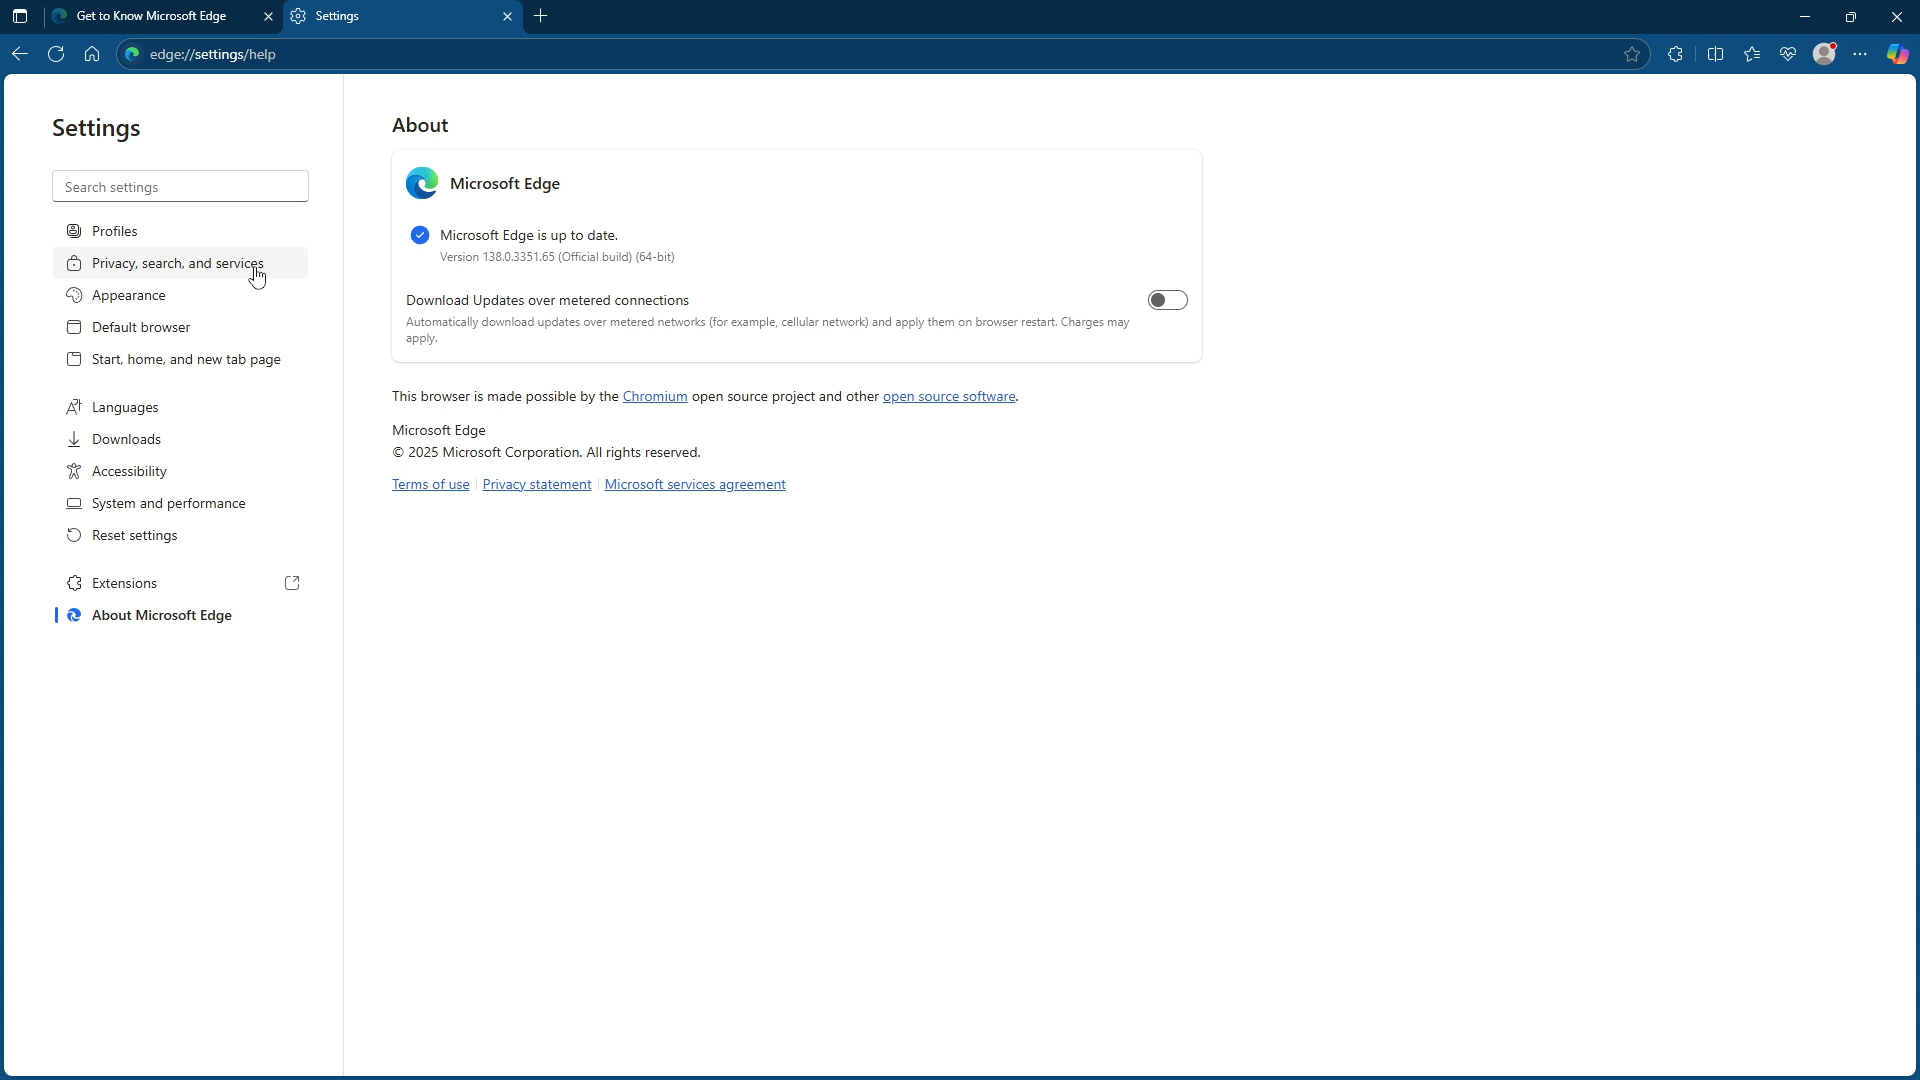 Get to Know Microsoft Edge
Settings
edge://settings/help
Settings
Search settings
Profiles
Privacy, search, and services
Appearance
Default browser
Start, home, and new tab page
Languages
Downloads
Accessibility
System and performance
Reset settings
Extensions
About Microsoft Edge
About
Microsoft Edge
Microsoft Edge is up to date.
Version 138.0.3351.65 (Official build) (64-bit)
Download Updates over metered connections
Automatically download updates over metered networks (for example, cellular network) and apply them on browser restart. Charges may
apply.
This browser is made possible by the Chromium open source project and other open source software.
Microsoft Edge
© 2025 Microsoft Corporation. All rights reserved.
Terms of use Privacy statement Microsoft services agreement